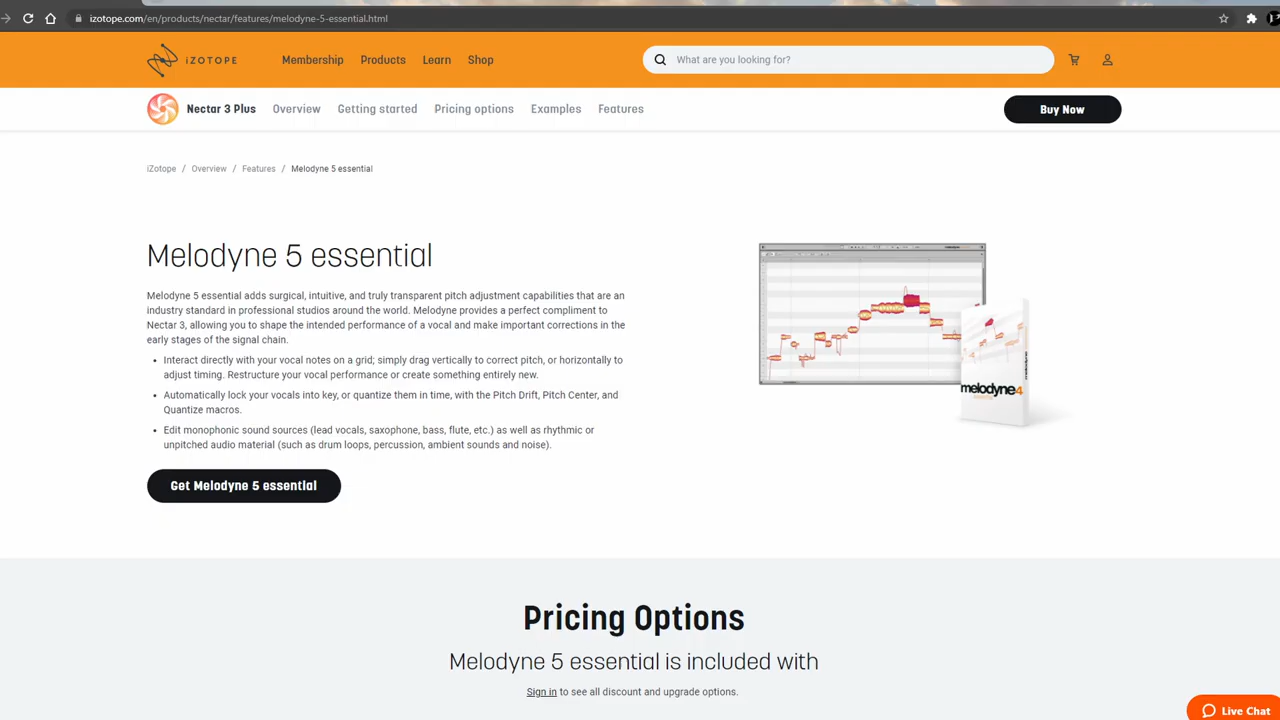 izotope.com/en/products/nectar/features/melodyne-5-essential.html
iZOTOPE
Membership Products Learn Shop
What are you looking for?
Nectar 3 Plus Overview Getting started Pricing options Examples Features
Buy Now
iZotope / Overview / Features / Melodyne 5 essential
Melodyne 5 essential
Melodyne 5 essential adds surgical, intuitive, and truly transparent pitch adjustment capabilities that are an
industry standard in professional studios around the world. Melodyne provides a perfect compliment to
Nectar 3, allowing you to shape the intended performance of a vocal and make important corrections in the
early stages of the signal chain.
• Interact directly with your vocal notes on a grid; simply drag vertically to correct pitch, or horizontally to
adjust timing. Restructure your vocal performance or create something entirely new.
• Automatically lock your vocals into key, or quantize them in time, with the Pitch Drift, Pitch Center, and
Quantize macros.
• Edit monophonic sound sources (lead vocals, saxophone, bass, flute, etc.) as well as rhythmic or
unpitched audio material (such as drum loops, percussion, ambient sounds and noise).
Get Melodyne 5 essential
melodyne4
Pricing Options
Melodyne 5 essential is included with
Sign in to see all discount and upgrade options.
Live Chat